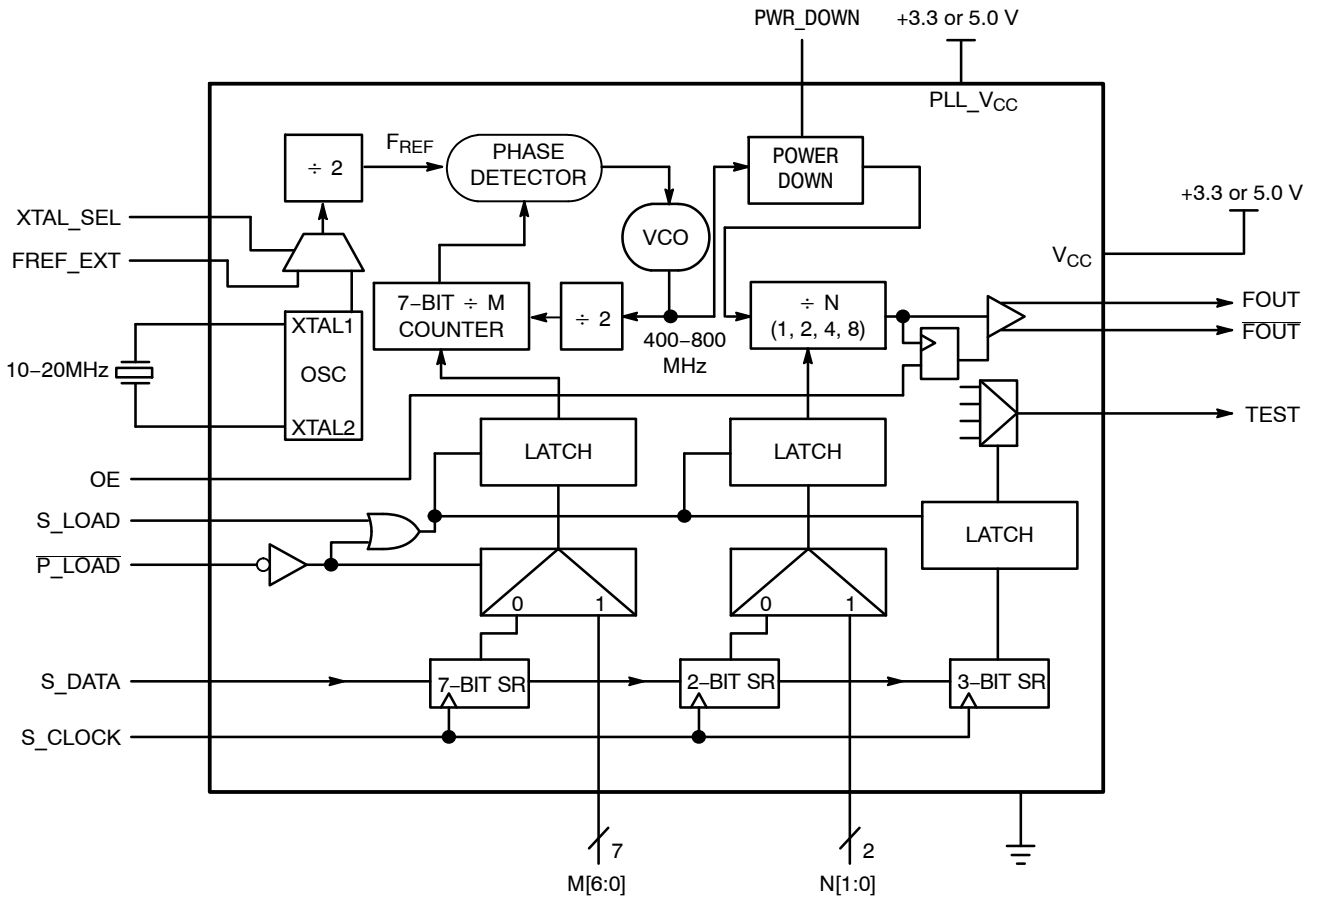 PWR_DOWN
+3.3 or 5.0 V
PLL_VCC
÷ 2
FREF
PHASE
DETECTOR
POWER
DOWN
+3.3 or 5.0 V
XTAL_SEL
VCO
FREF_EXT
VCC
7–BIT ÷ M
COUNTER
÷ 2
400–800
MHz
÷ N
(1, 2, 4, 8)
FOUT
FOUT
XTAL1
10–20MHz
OSC
XTAL2
TEST
LATCH
LATCH
OE
S_LOAD
LATCH
P_LOAD
0
1
0
1
S_DATA
7–BIT SR
2–BIT SR
3–BIT SR
S_CLOCK
7
2
M[6:0]
N[1:0]